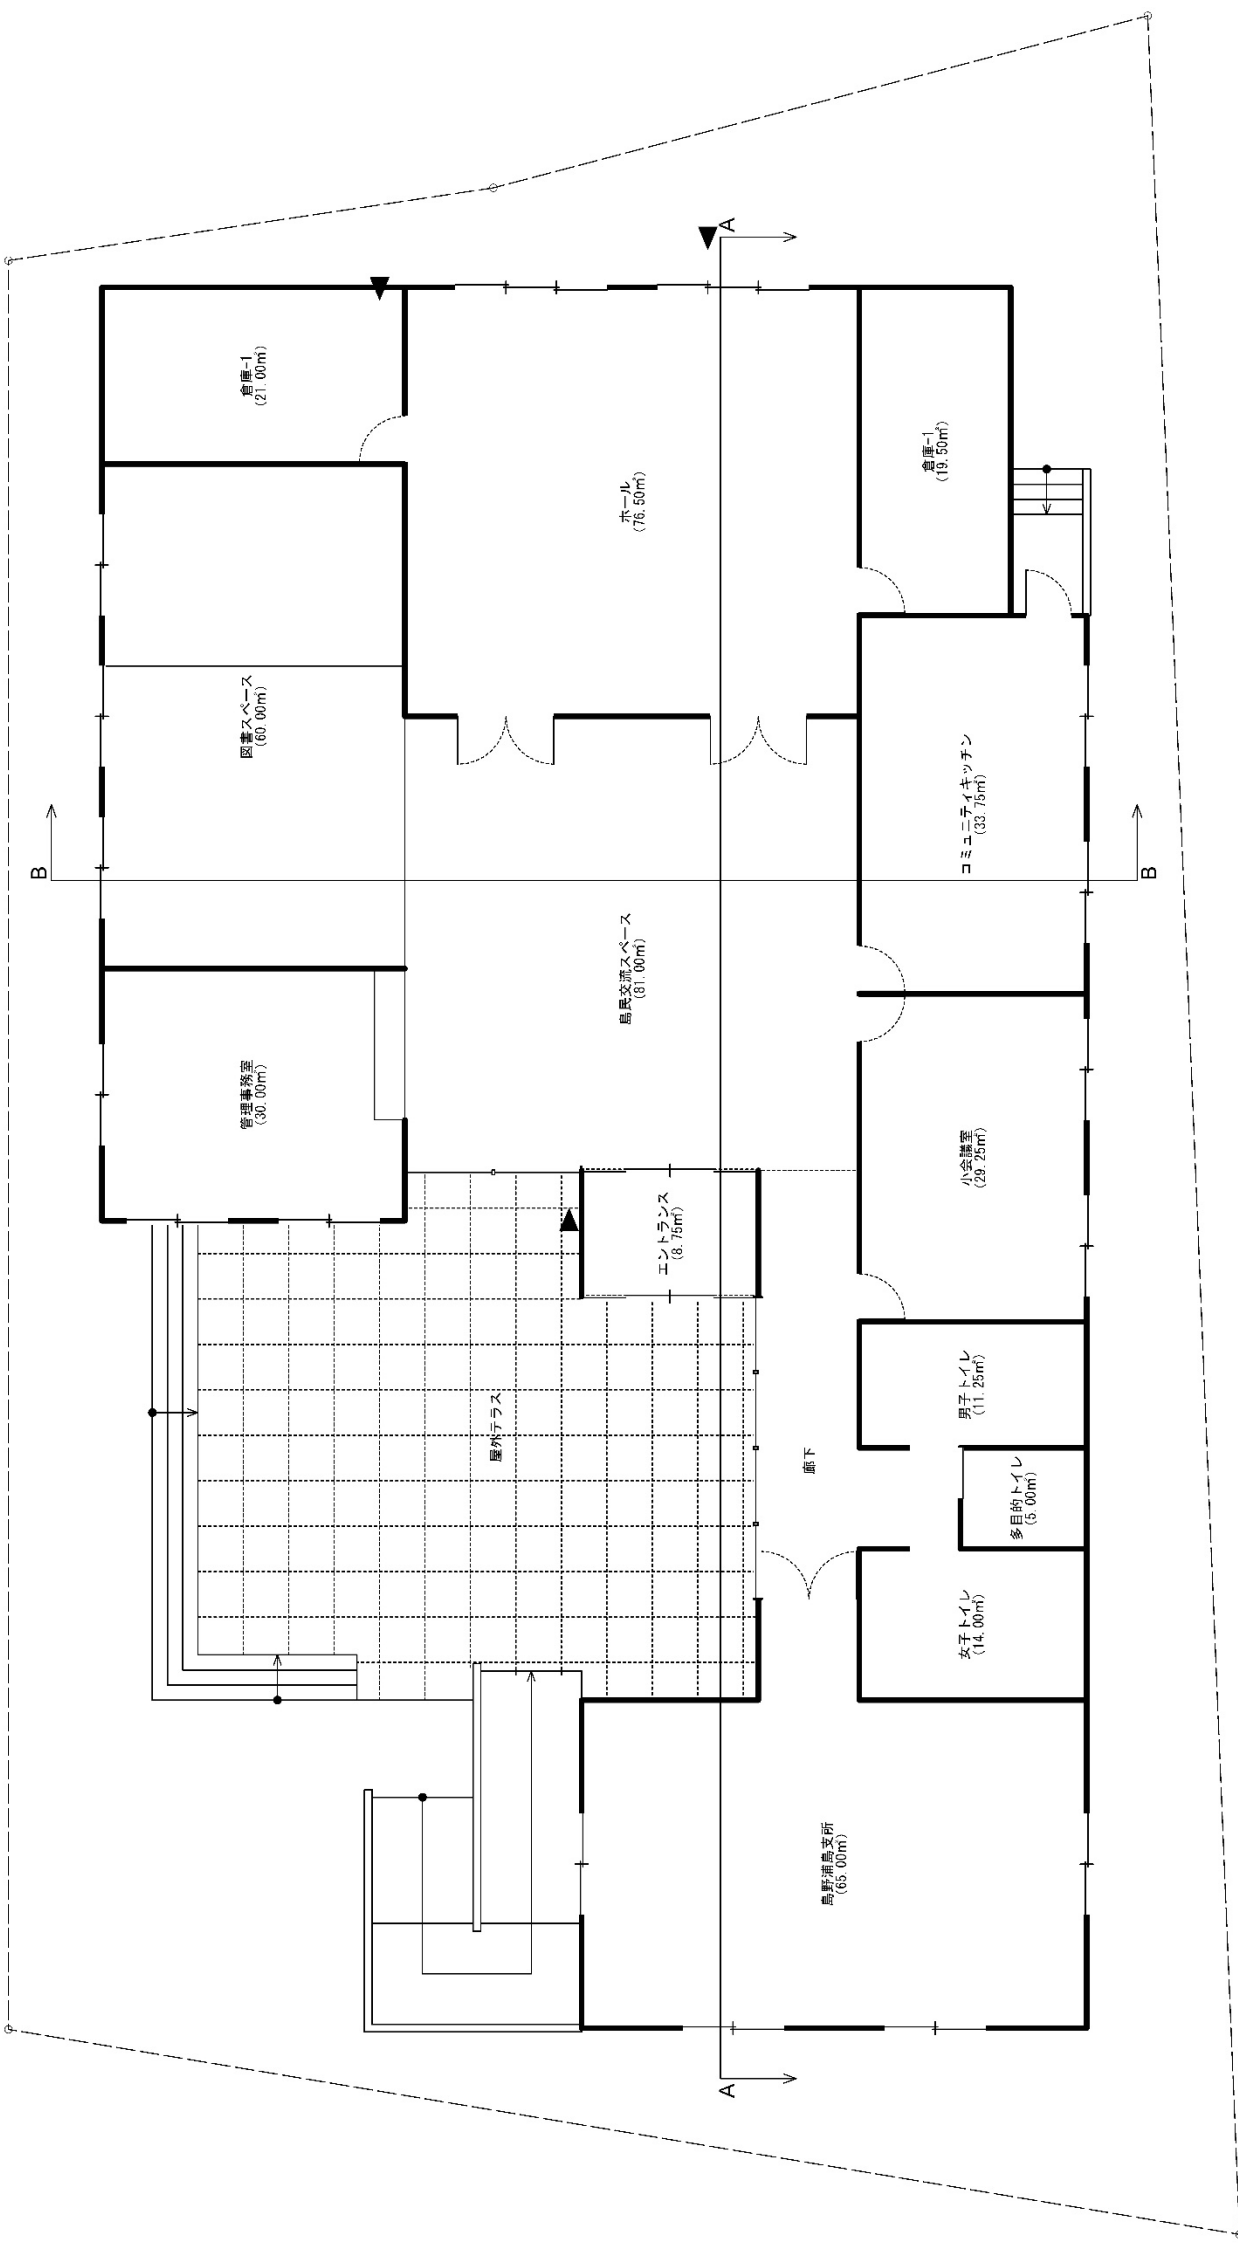 倉庫-1
(21.00㎡)
図書スペース
(60.00㎡)
管理事務室
(30.00㎡)
ホール
(76.50㎡)
島民交流スペース
(81.00㎡)
エントランス
(8.75㎡)
屋外テラス
廊下
倉庫-1
(19.50㎡)
コミュニティキッチン
(33.75㎡)
小会議室
(29.25㎡)
男子トイレ
(11.25㎡)
多目的トイレ
(5.00㎡)
女子トイレ
(14.00㎡)
島野浦島支所
(65.00㎡)
A
A
B
B